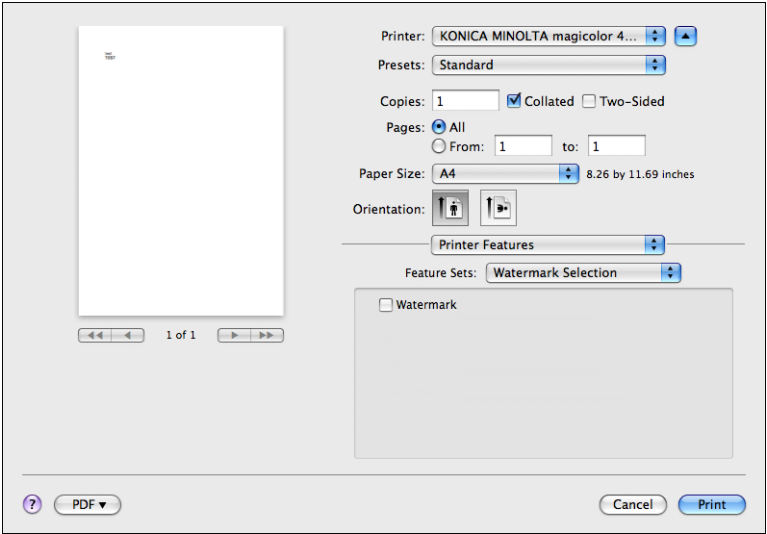 Printer: KONICA MINOLTA magicolor 4...
Presets: Standard
Copies: 1 Collated Two-Sided
Pages: All
From: 1 to: 1
Paper Size: A4 8.26 by 11.69 inches
Orientation:
Printer Features
Feature Sets: Watermark Selection
Watermark
TEST
1 of 1
? PDF ▼ Cancel Print